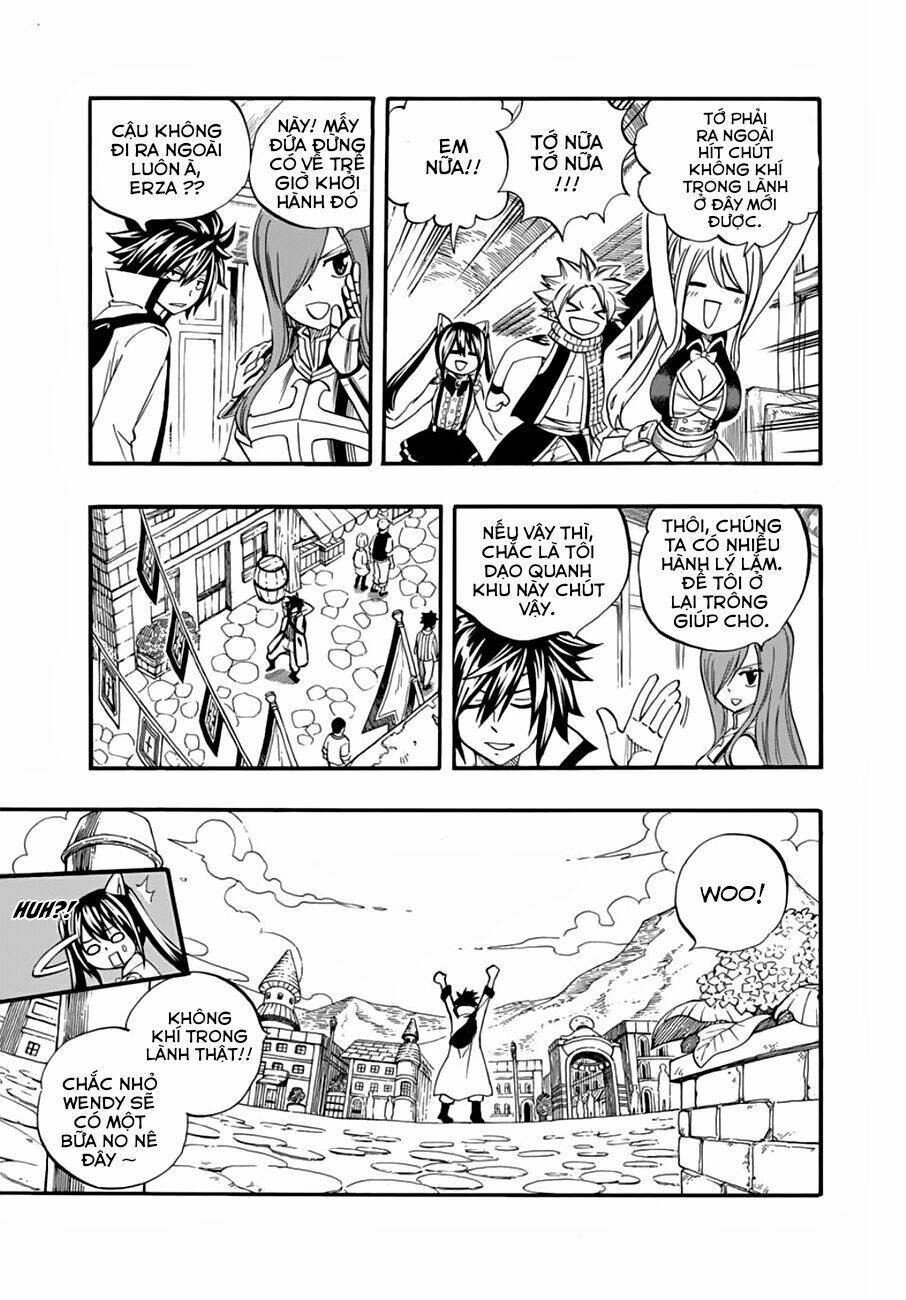 TỚ PHẢI
RA NGOÀI
HÍT CHÚT
KHÔNG KHÍ
TRONG LÀNH
Ở ĐÂY MỚI
ĐƯỢC.
TỚ NỮA
TỚ NỮA
!!!
EM
NỮA!!
NÀY! MẤY
ĐỨA ĐỪNG
CÓ VỀ TRỄ
GIỜ KHỞI
HÀNH ĐÓ
CẬU KHÔNG
ĐI RA NGOÀI
LUÔN À,
ERZA ??
THÔI, CHÚNG
TA CÓ NHIỀU
HÀNH LÝ LẮM.
ĐỂ TÔI Ở
LẠI TRÔNG
GIÚP CHO.
NẾU VẬY THÌ,
CHẮC LÀ TÔI
DẠO QUANH
KHU NÀY CHÚT
VẬY.
WOO!
HUH?!
KHÔNG
KHÍ TRONG
LÀNH THẬT!!
CHẮC NHỎ
WENDY SẼ
CÓ MỘT
BỮA NO NÊ
ĐÂY ~